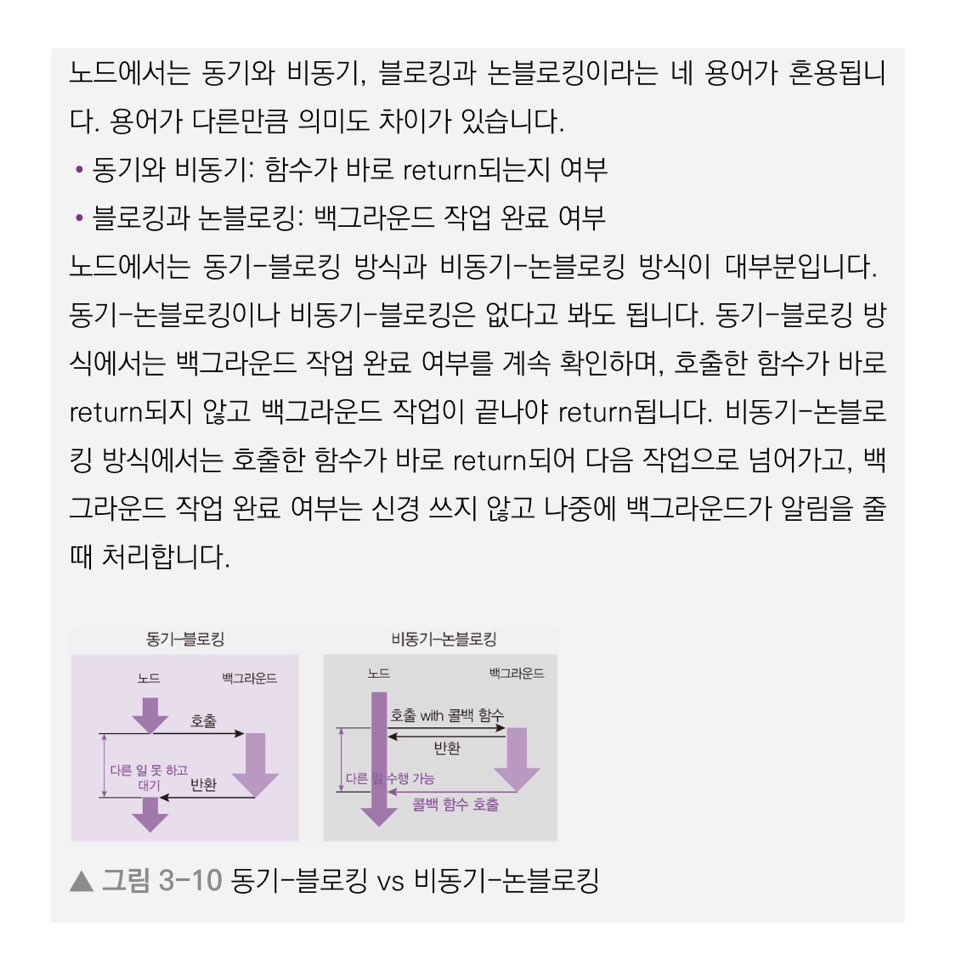 노드에서는 동기와 비동기, 블로킹과 논블로킹이라는 네 용어가 혼용됩니
다. 용어가 다른만큼 의미도 차이가 있습니다.
• 동기와 비동기: 함수가 바로 return되는지 여부
• 블로킹과 논블로킹: 백그라운드 작업 완료 여부
노드에서는 동기-블로킹 방식과 비동기-논블로킹 방식이 대부분입니다.
동기-논블로킹이나 비동기-블로킹은 없다고 봐도 됩니다. 동기-블로킹 방
식에서는 백그라운드 작업 완료 여부를 계속 확인하며, 호출한 함수가 바로
return되지 않고 백그라운드 작업이 끝나야 return됩니다. 비동기-논블로
킹 방식에서는 호출한 함수가 바로 return되어 다음 작업으로 넘어가고, 백
그라운드 작업 완료 여부는 신경 쓰지 않고 나중에 백그라운드가 알림을 줄
때 처리합니다.
동기-블로킹
노드 백그라운드
호출
다른 일 못 하고
대기
반환
비동기-논블로킹
노드 백그라운드
호출 with 콜백 함수
반환
다른 일 수행 가능
콜백 함수 호출
▲ 그림 3-10 동기-블로킹 vs 비동기-논블로킹